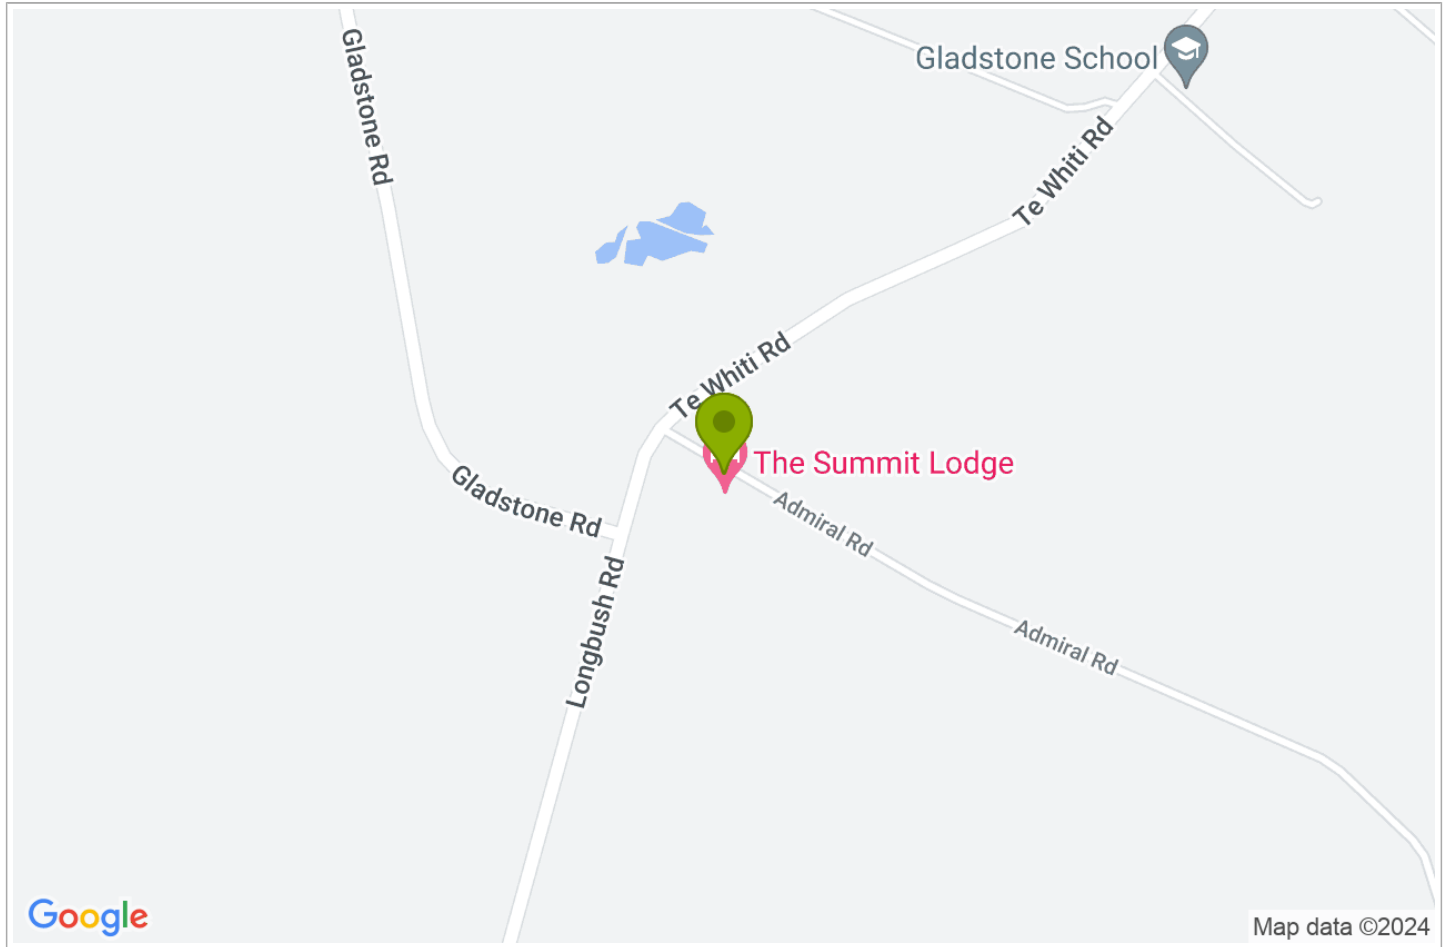 Gladstone Rd
Gladstone School
Te Whiti Rd
Te Whiti Rd
The Summit Lodge
Gladstone Rd
Admiral Rd
Longbush Rd
Admiral Rd
Google
Map data ©2024